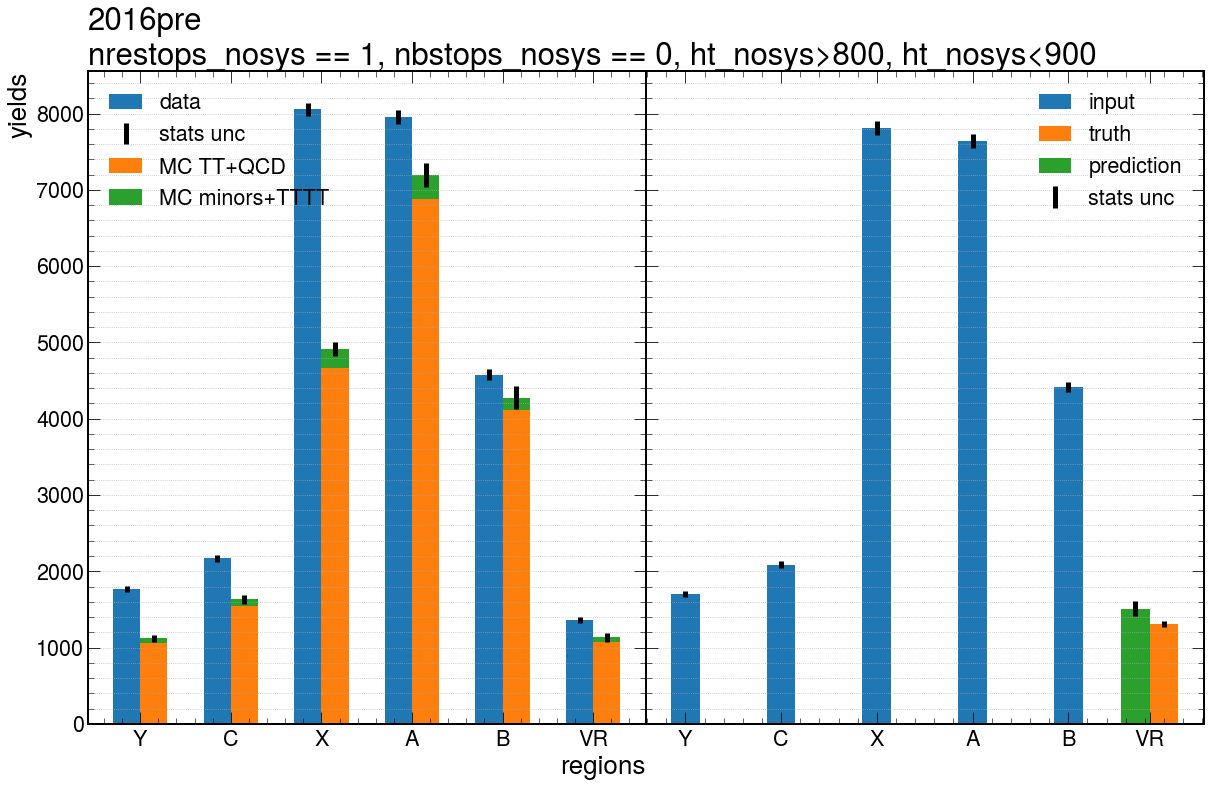 2016pre
nrestops_nosys == 1, nbstops_nosys == 0, ht_nosys>800, ht_nosys<900
yields
8000
7000
6000
5000
4000
3000
2000
1000
0
data
stats unc
MC TT+QCD
MC minors+TTTT
input
truth
prediction
stats unc
Y C X A B VR
Y C X A B VR
regions